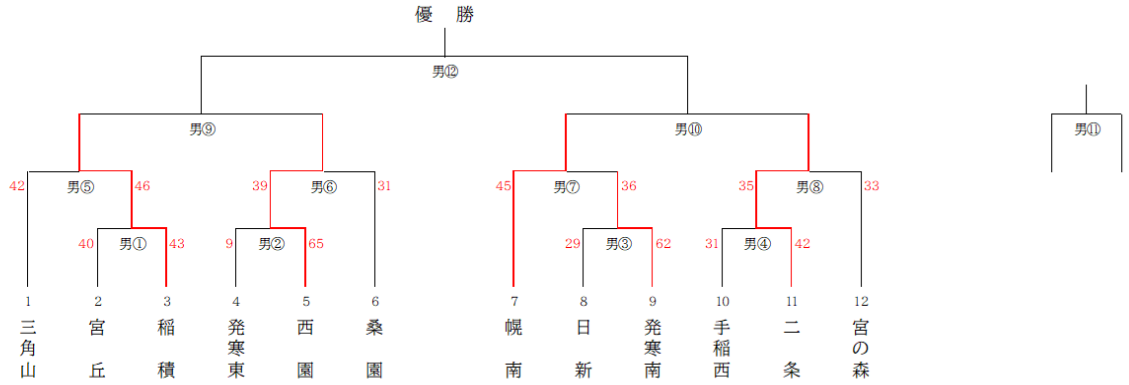 優 勝
男⑫
男⑨ 男⑩ 男⑪
42 男⑤ 46 39 男⑥ 31 45 男⑦ 36 35 男⑧ 33
40 男① 43 9 男② 65 29 男③ 62 31 男④ 42
1 2 3 4 5 6 7 8 9 10 11 12
三角山
宮丘
稲積
発寒東
西園
桑園
幌南
日新
発寒南
手稲西
二条
宮の森